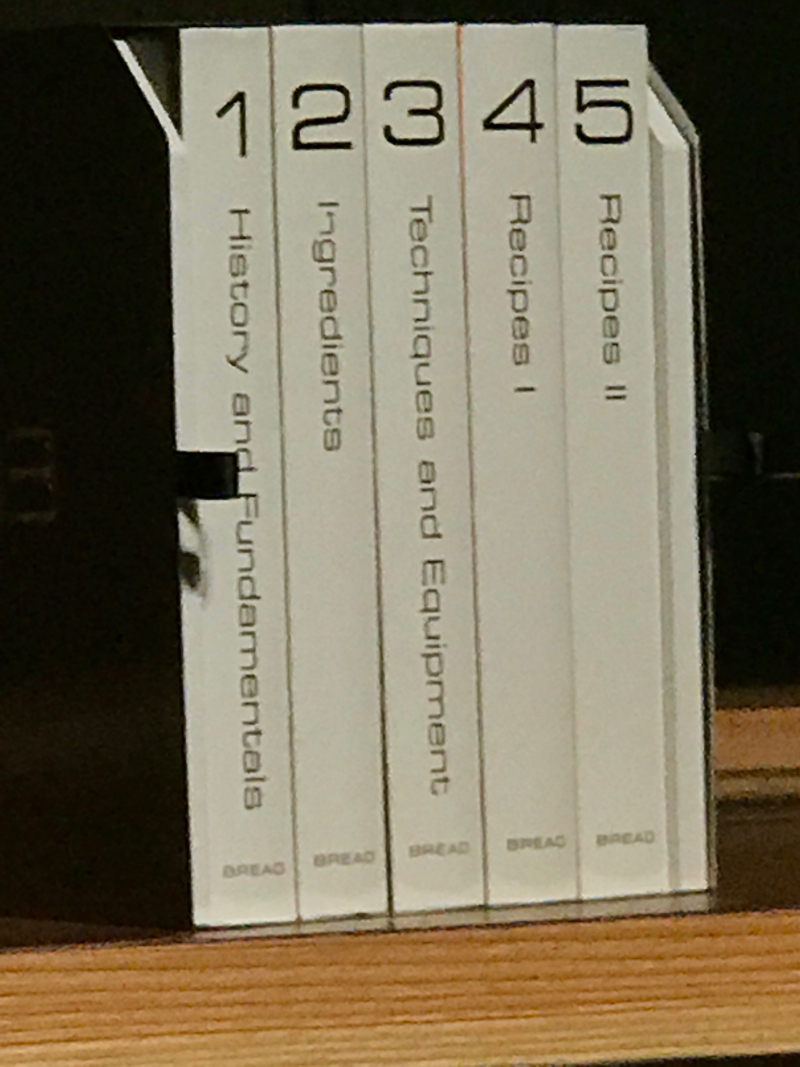 1
History and Fundamentals
BREAD
2
Ingredients
BREAD
3
Techniques and Equipment
BREAD
4
Recipes I
BREAD
5
Recipes II
BREAD